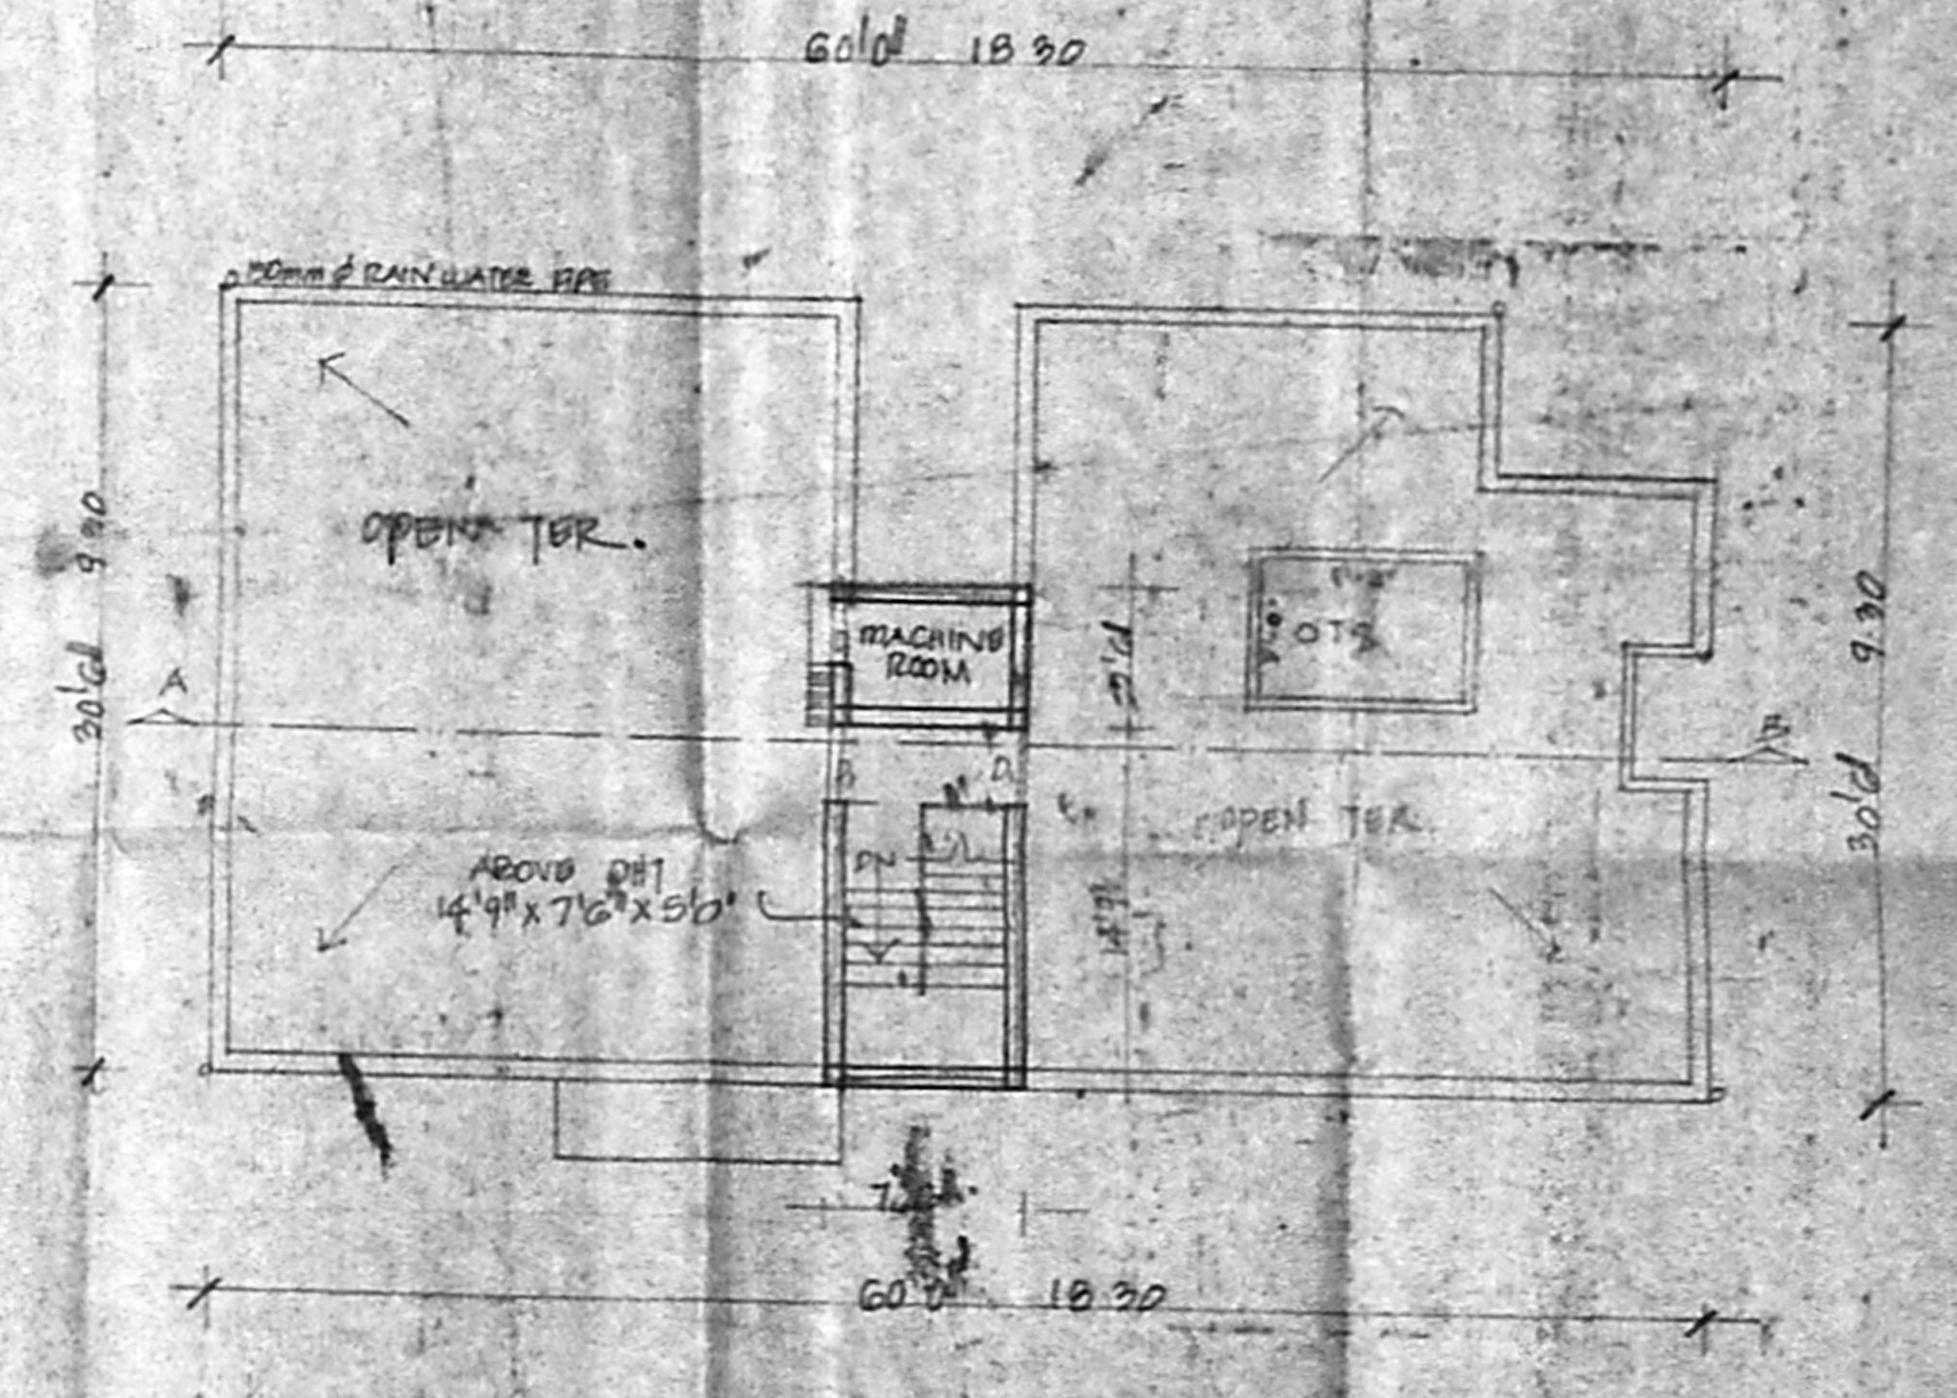 60'0" 18.30
50mm φ RAIN WATER PIPE
OPEN TER.
9.30
30'0"
A
MACHINE
ROOM
OTS
9.30
30'0"
B
D
D
OPEN TER.
DN
ABOVE OHT
14'9" x 7'6" x 5'0"
60'0" 18.30